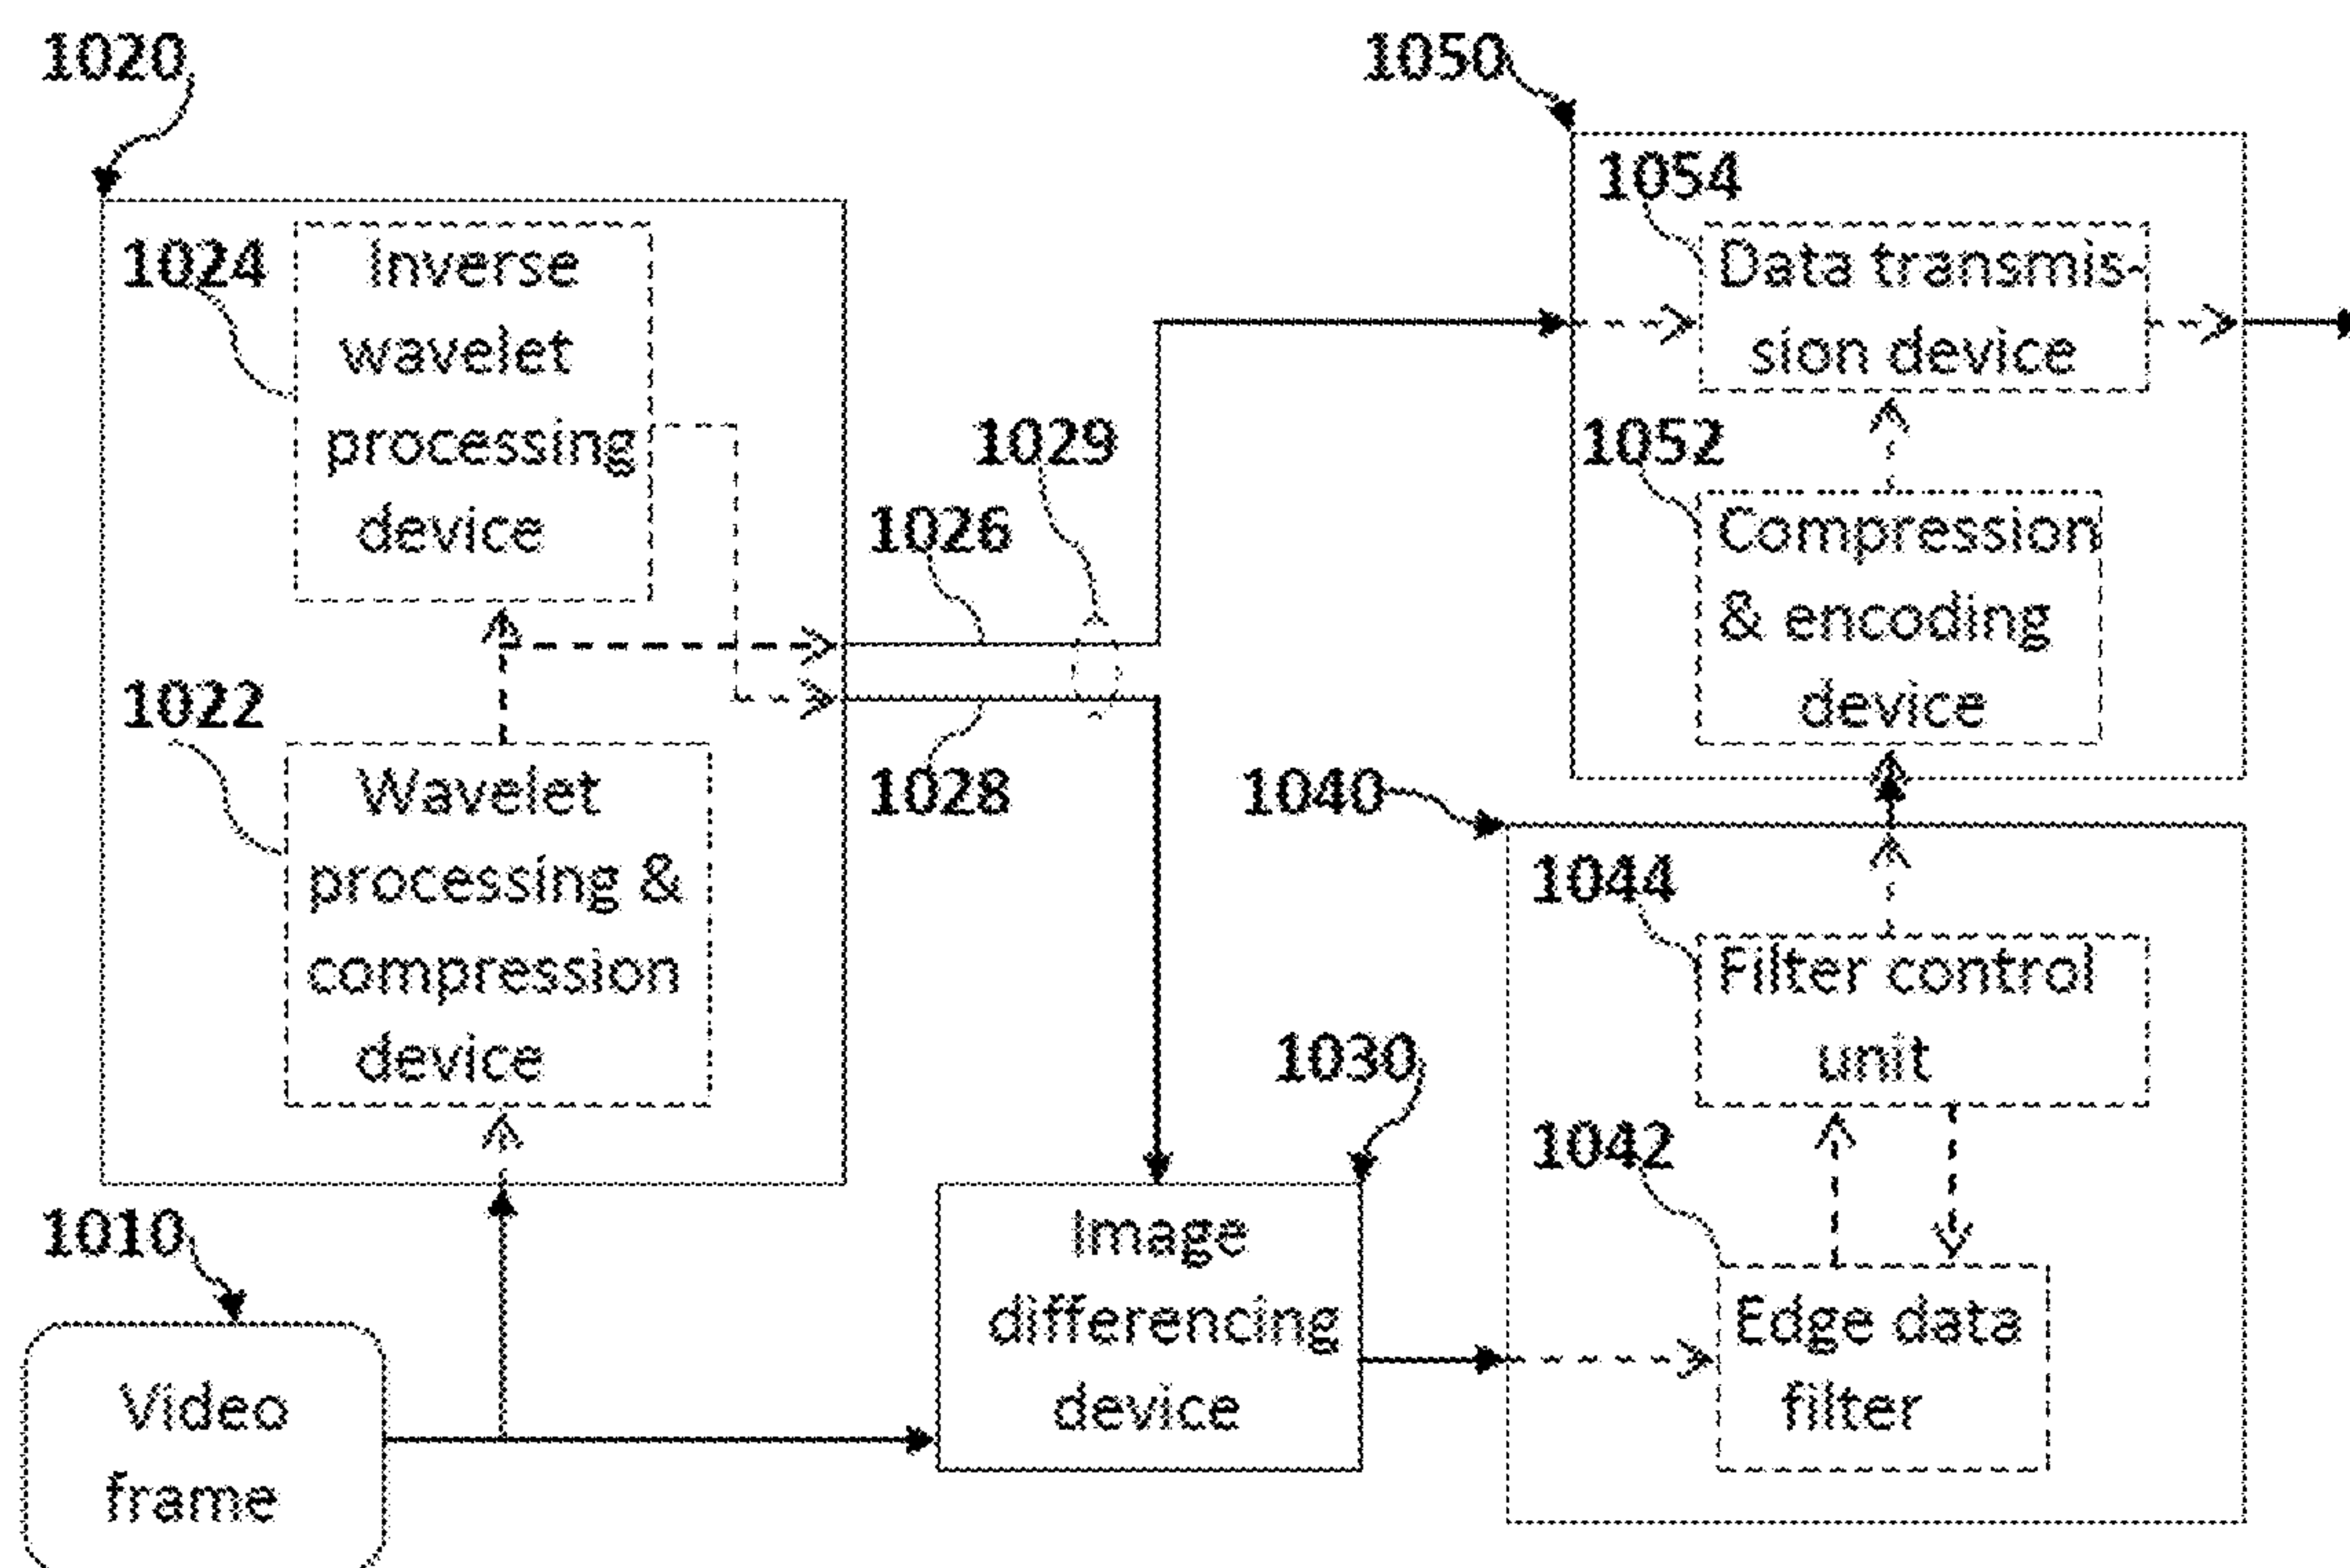 1020
1024
Inverse
wavelet
processing
device
1022
Wavelet
processing &
compression
device
1010
Video
frame
1026
1029
1028
1030
Image
differencing
device
1050
1054
Data transmis-
sion device
1052
Compression
& encoding
device
1040
1044
Filter control
unit
1042
Edge data
filter